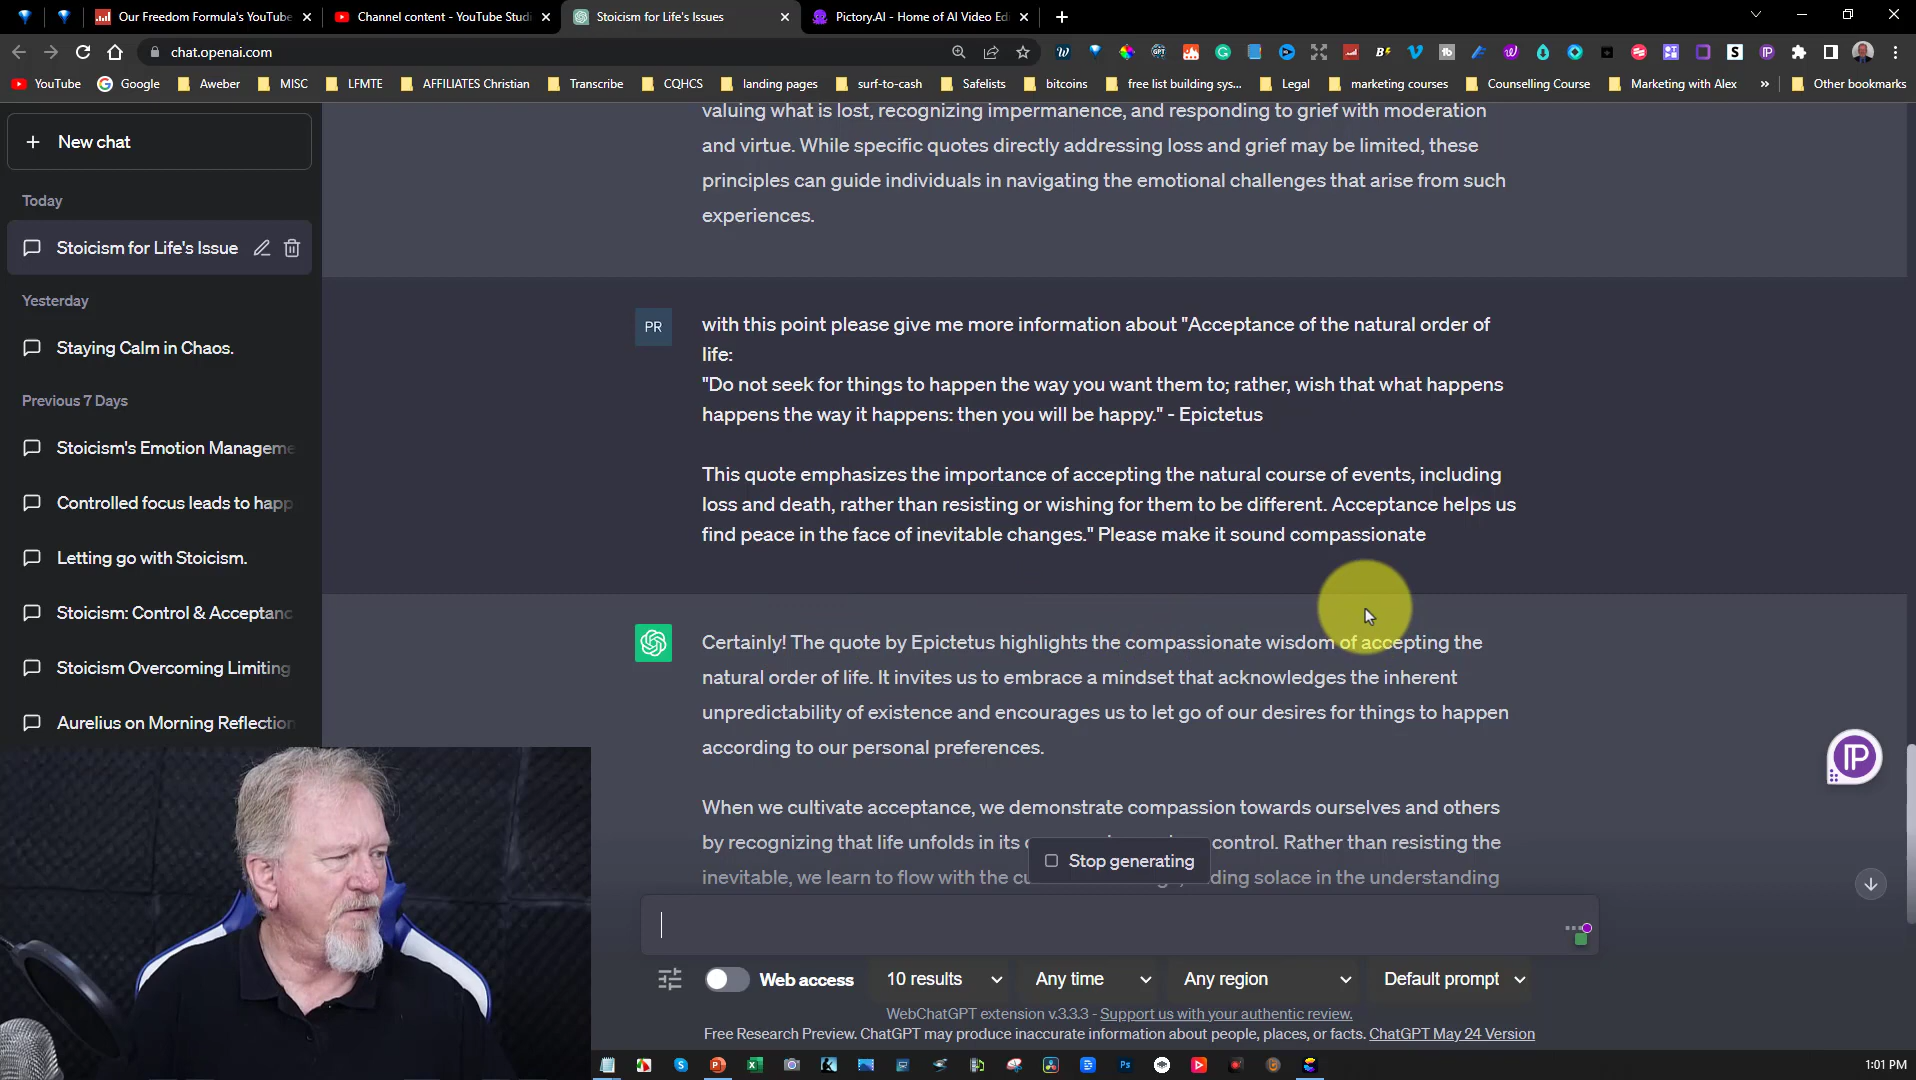 Our Freedom Formula's YouTube
Channel content - YouTube Studi
Stoicism for Life's Issues
Pictory.AI - Home of AI Video Edi
chat.openai.com
YouTube
Google
Aweber
MISC
LFMTE
AFFILIATES Christian
Transcribe
CQHCS
landing pages
surf-to-cash
Safelists
bitcoins
free list building sys...
Legal
marketing courses
Counselling Course
Marketing with Alex
»
Other bookmarks
+ New chat
Today
Stoicism for Life's Issue
Yesterday
Staying Calm in Chaos.
Previous 7 Days
Stoicism's Emotion Manageme
Controlled focus leads to happ
Letting go with Stoicism.
Stoicism: Control & Acceptanc
Stoicism Overcoming Limiting
Aurelius on Morning Reflection
valuing what is lost, recognizing impermanence, and responding to grief with moderation
and virtue. While specific quotes directly addressing loss and grief may be limited, these
principles can guide individuals in navigating the emotional challenges that arise from such
experiences.
PR
with this point please give me more information about "Acceptance of the natural order of
life:
"Do not seek for things to happen the way you want them to; rather, wish that what happens
happens the way it happens: then you will be happy." - Epictetus
This quote emphasizes the importance of accepting the natural course of events, including
loss and death, rather than resisting or wishing for them to be different. Acceptance helps us
find peace in the face of inevitable changes." Please make it sound compassionate
Certainly! The quote by Epictetus highlights the compassionate wisdom of accepting the
natural order of life. It invites us to embrace a mindset that acknowledges the inherent
unpredictability of existence and encourages us to let go of our desires for things to happen
according to our personal preferences.
When we cultivate acceptance, we demonstrate compassion towards ourselves and others
by recognizing that life unfolds in its control. Rather than resisting the
inevitable, we learn to flow with the solace in the understanding
Stop generating
IP
Web access
10 results
Any time
Any region
Default prompt
WebChatGPT extension v.3.3.3 - Support us with your authentic review.
Free Research Preview. ChatGPT may produce inaccurate information about people, places, or facts. ChatGPT May 24 Version
1:01 PM